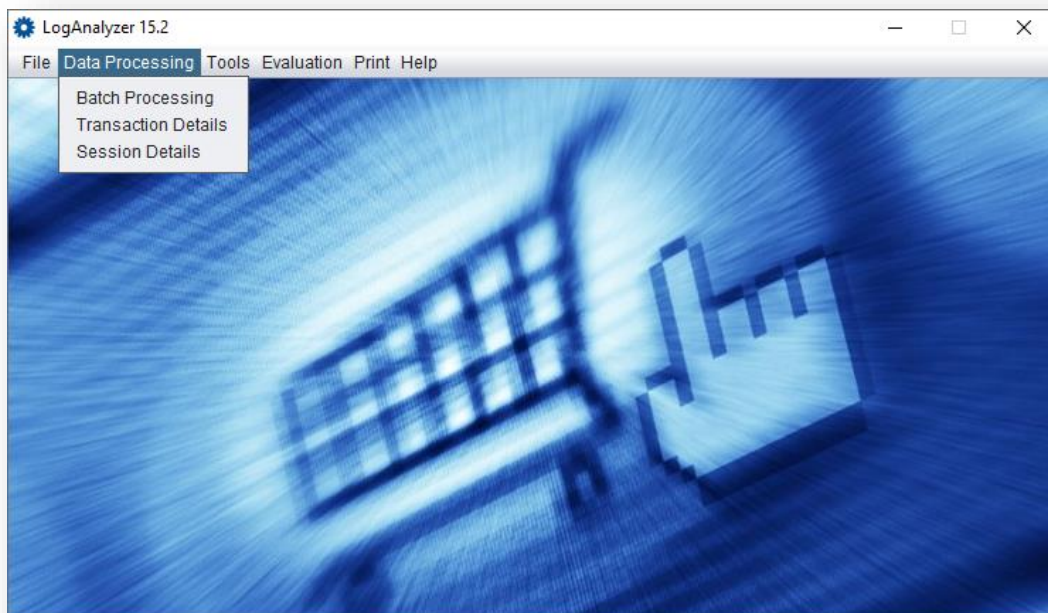 LogAnalyzer 15.2
File Data Processing Tools Evaluation Print Help
Batch Processing
Transaction Details
Session Details